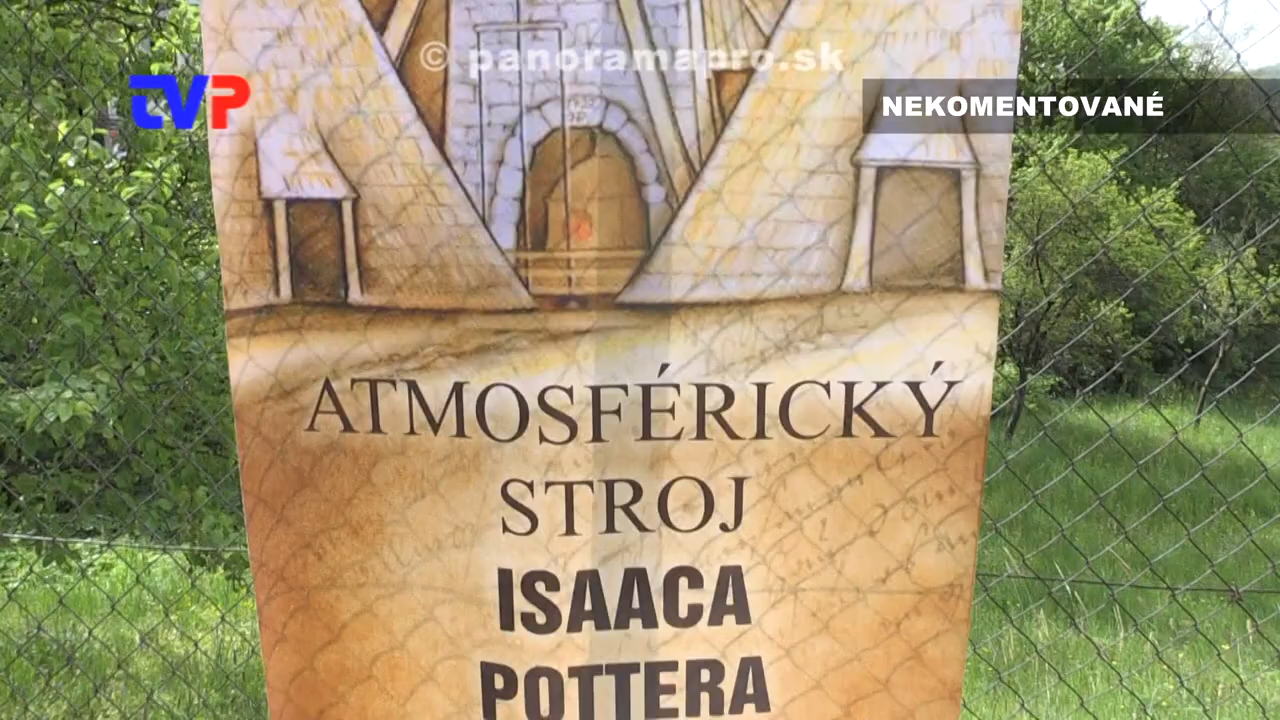 © panoramapro.sk
TVP
NEKOMENTOVANÉ
ATMOSFÉRICKÝ
STROJ
ISAACA
POTTERA